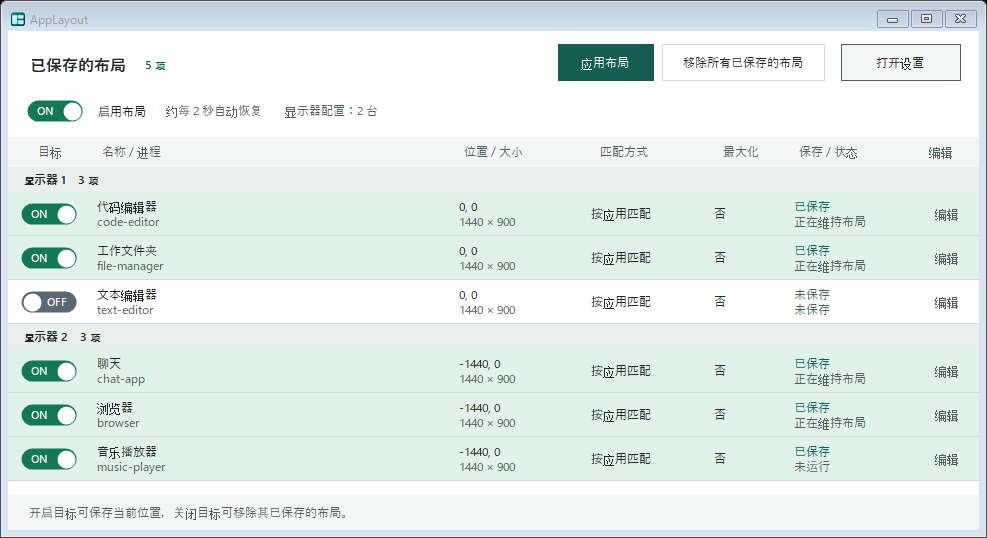 AppLayout
已保存的布局 5 项 应用布局 移除所有已保存的布局 打开设置
ON 启用布局 约每 2 秒自动恢复 显示器配置：2 台
目标 名称 / 进程 位置 / 大小 匹配方式 最大化 保存 / 状态 编辑
显示器 1 3 项
ON 代码编辑器 0, 0 按应用匹配 否 已保存 编辑
code-editor 1440 × 900 正在维持布局
ON 工作文件夹 0, 0 按应用匹配 否 已保存 编辑
file-manager 1440 × 900 正在维持布局
OFF 文本编辑器 0, 0 按应用匹配 否 未保存 编辑
text-editor 1440 × 900 未保存
显示器 2 3 项
ON 聊天 -1440, 0 按应用匹配 否 已保存 编辑
chat-app 1440 × 900 正在维持布局
ON 浏览器 -1440, 0 按应用匹配 否 已保存 编辑
browser 1440 × 900 正在维持布局
ON 音乐播放器 -1440, 0 按应用匹配 否 已保存 编辑
music-player 1440 × 900 未运行
开启目标可保存当前位置，关闭目标可移除其已保存的布局。